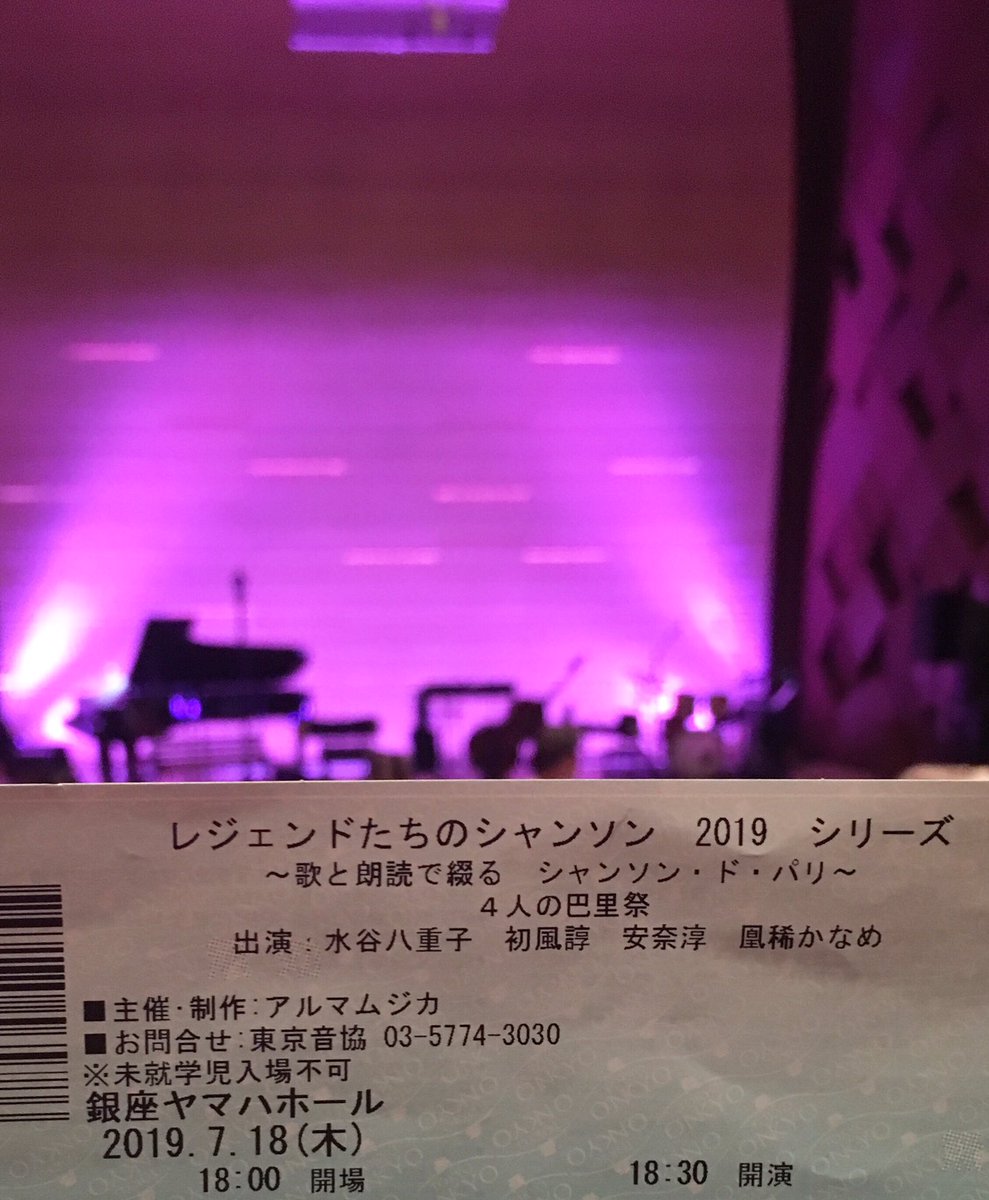 レジェンドたちのシャンソン 2019 シリーズ
～歌と朗読で綴る シャンソン・ド・パリ～
４人の巴里祭
出演：水谷八重子 初風諄 安奈淳 凰稀かなめ
■主催・制作：アルマムジカ
■お問合せ：東京音協 03-5774-3030
※未就学児入場不可
銀座ヤマハホール
2019.7.18(木)
18:00 開場 18:30 開演